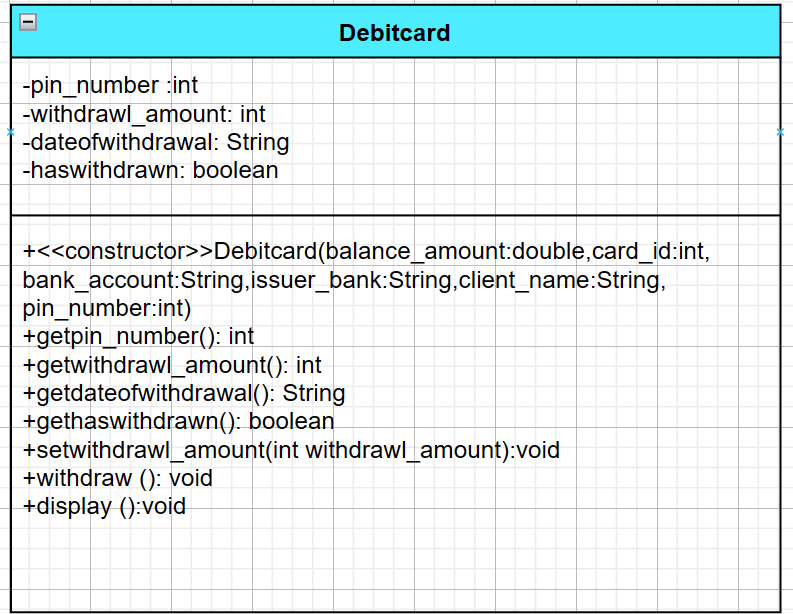 Debitcard
-pin_number :int
-withdrawl_amount: int
-dateofwithdrawal: String
-haswithdrawn: boolean
+<<constructor>>Debitcard(balance_amount:double,card_id:int,
bank_account:String,issuer_bank:String,client_name:String,
pin_number:int)
+getpin_number(): int
+getwithdrawl_amount(): int
+getdateofwithdrawal(): String
+gethaswithdrawn(): boolean
+setwithdrawl_amount(int withdrawl_amount):void
+withdraw (): void
+display ():void